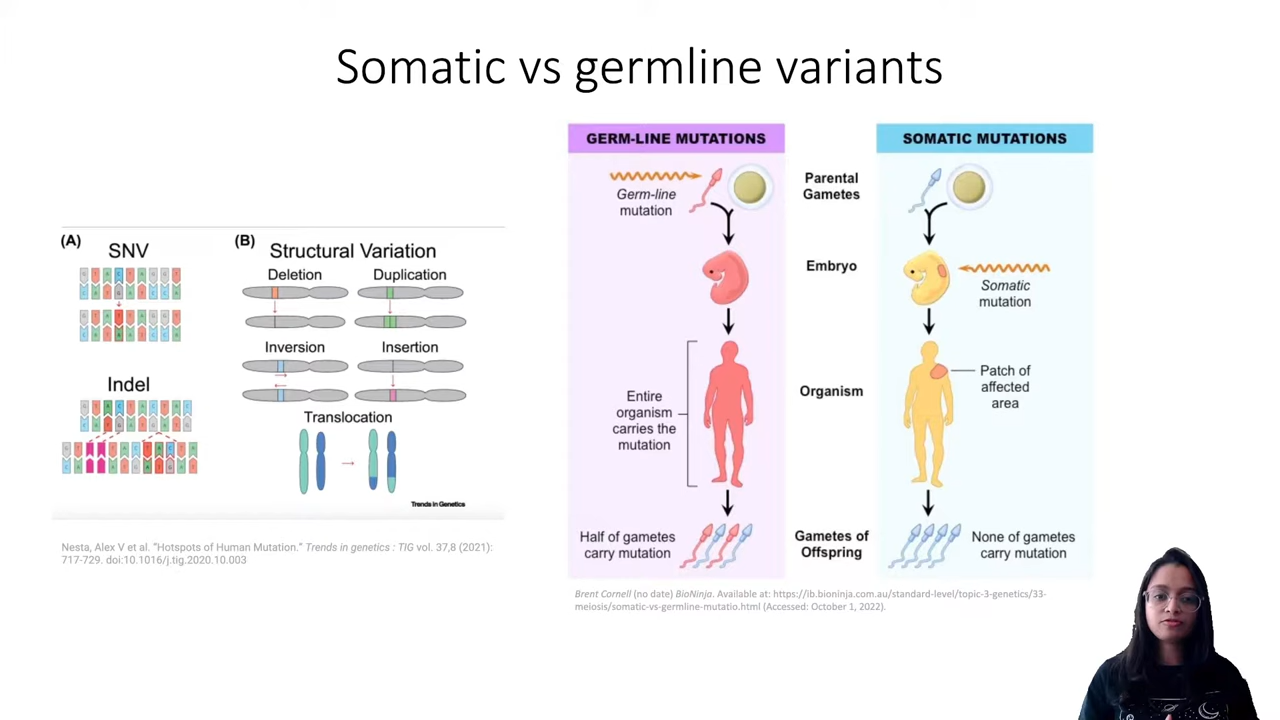 Somatic vs germline variants
(A)
SNV
Indel
(B)
Structural Variation
Deletion
Duplication
Inversion
Insertion
Translocation
Trends in Genetics
Nesta, Alex V et al. “Hotspots of Human Mutation.” Trends in genetics : TIG vol. 37,8 (2021):
717-729. doi:10.1016/j.tig.2020.10.003
GERM-LINE MUTATIONS
Germ-line
mutation
Entire
organism
carries the
mutation
Half of gametes
carry mutation
Parental
Gametes
Embryo
Organism
Gametes of
Offspring
SOMATIC MUTATIONS
Somatic
mutation
Patch of
affected
area
None of gametes
carry mutation
Brent Cornell (no date) BioNinja. Available at: https://ib.bioninja.com.au/standard-level/topic-3-genetics/33-
meiosis/somatic-vs-germline-mutatio.html (Accessed: October 1, 2022).